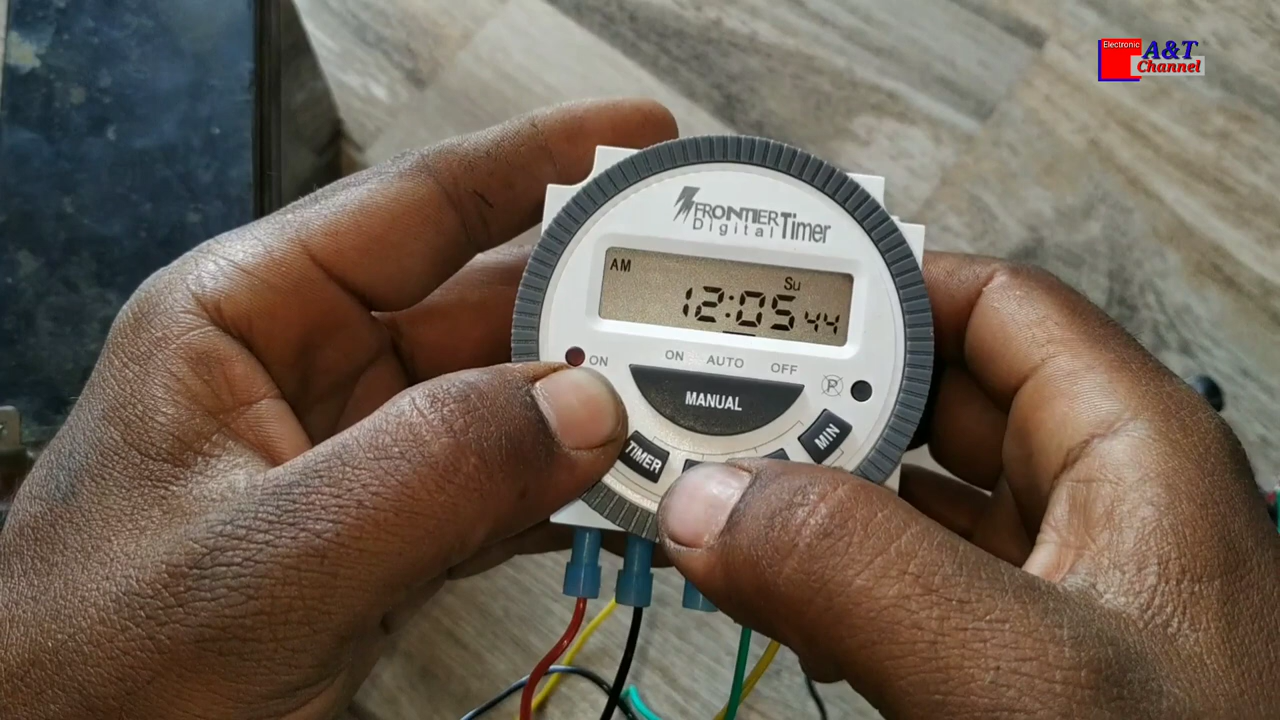 Electronic A&T
Channel
FRONTIER
Digital Timer
AM
Su
12:05 44
ON
ON AUTO OFF
P
MANUAL
TIMER
MIN